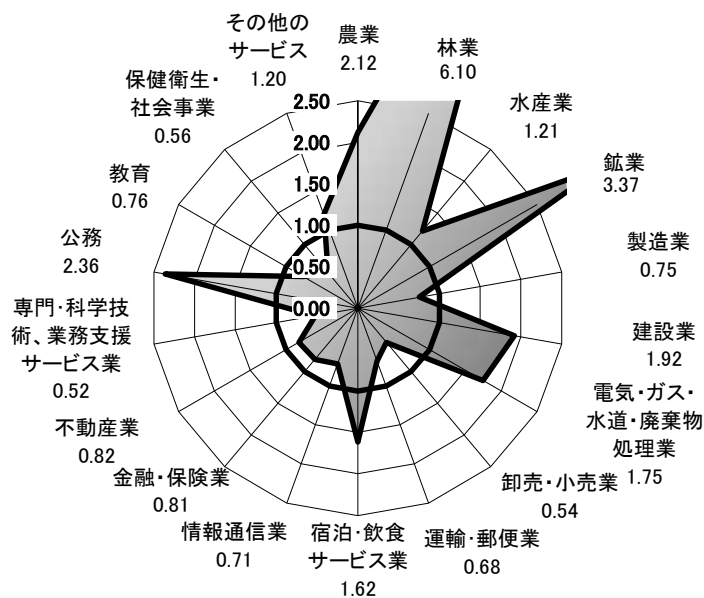 農業
2.12
林業
6.10
水産業
1.21
鉱業
3.37
製造業
0.75
建設業
1.92
電気・ガス・
水道・廃棄物
処理業
1.75
卸売・小売業
0.54
運輸・郵便業
0.68
宿泊・飲食
サービス業
1.62
情報通信業
0.71
金融・保険業
0.81
不動産業
0.82
専門・科学技
術、業務支援
サービス業
0.52
公務
2.36
教育
0.76
保健衛生・
社会事業
0.56
その他の
サービス
1.20
2.50
2.00
1.50
1.00
0.50
0.00